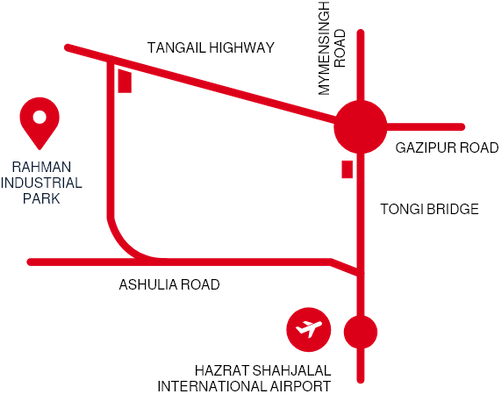 TANGAIL HIGHWAY
MYMENSINGH
ROAD
GAZIPUR ROAD
RAHMAN
INDUSTRIAL
PARK
TONGI BRIDGE
ASHULIA ROAD
HAZRAT SHAHJALAL
INTERNATIONAL AIRPORT